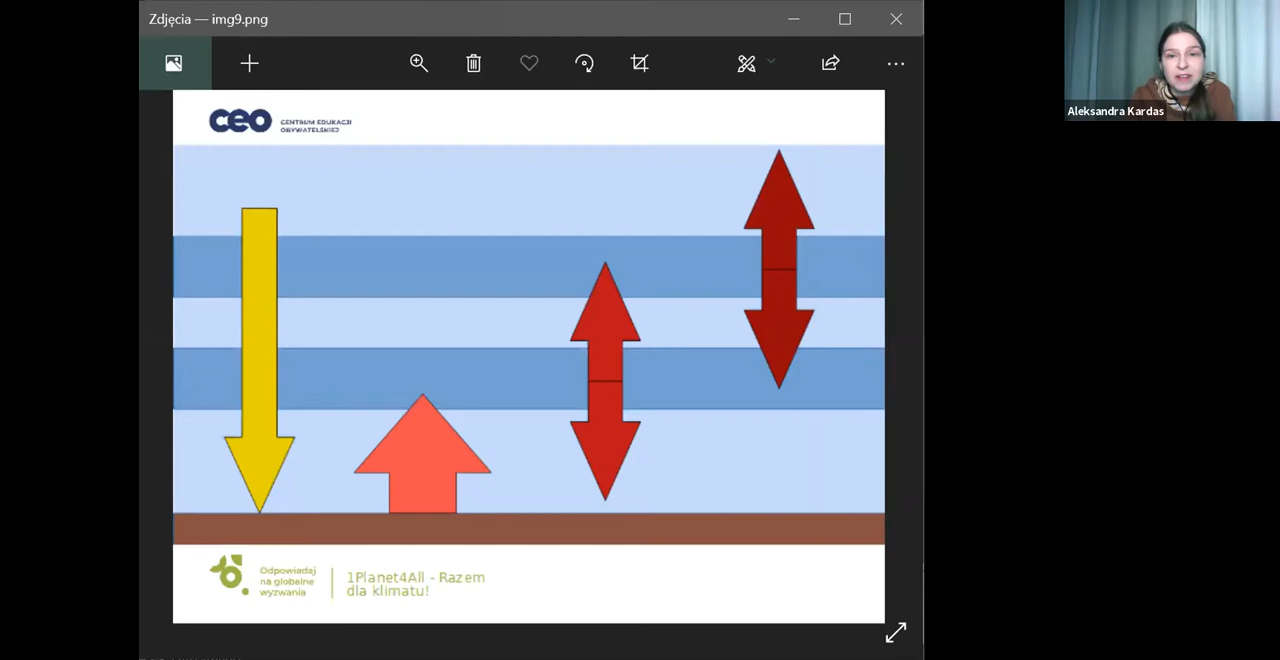 Zdjęcia — img9.png
Aleksandra Kardas
ceo
CENTRUM EDUKACJI
OBYWATELSKIEJ
Odpowiadaj
na globalne
wyzwania
1Planet4All - Razem
dla klimatu!